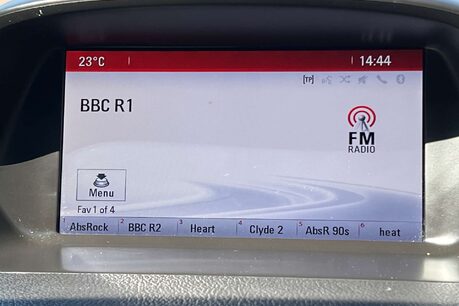 23°C 14:44
[TP]
BBC R1
FM
RADIO
Menu
Fav 1 of 4
1 AbsRock 2 BBC R2 3 Heart 4 Clyde 2 5 AbsR 90s 6 heat